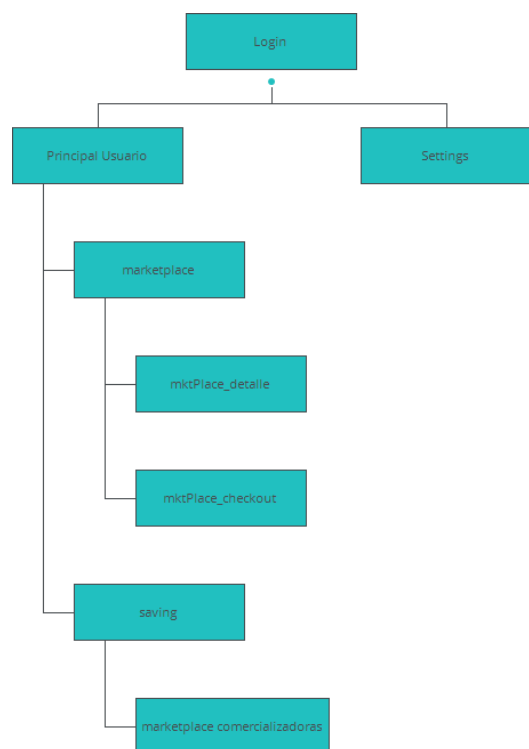 Login
Principal Usuario
Settings
marketplace
mktPlace_detalle
mktPlace_checkout
saving
marketplace comercializadoras